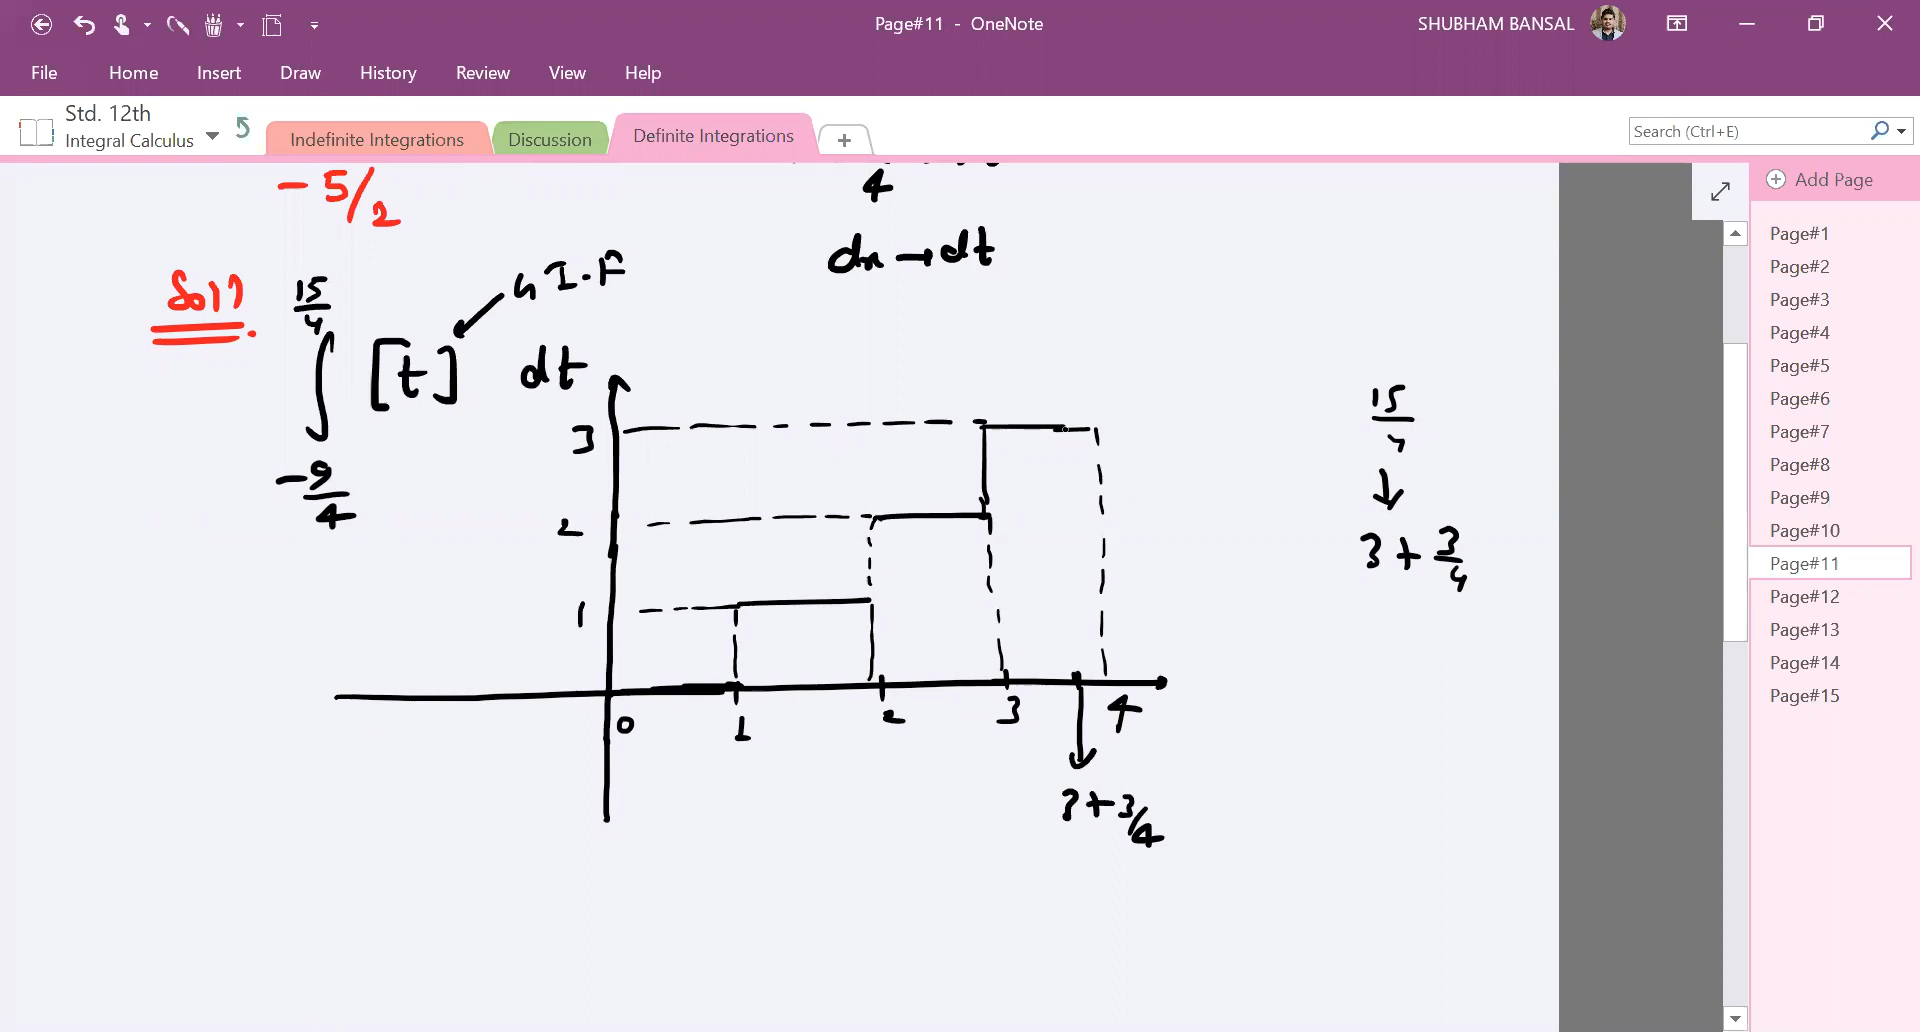 Page#11 - OneNote
SHUBHAM BANSAL
File Home Insert Draw History Review View Help
Std. 12th
Integral Calculus
Indefinite Integrations
Discussion
Definite Integrations
+
Search (Ctrl+E)
Add Page
Page#1
Page#2
Page#3
Page#4
Page#5
Page#6
Page#7
Page#8
Page#9
Page#10
Page#11
Page#12
Page#13
Page#14
Page#15
- 5/2
4
dx → dt
Soln
15/4
G I.F
∫ [t] dt
-9/4
3
2
1
0 1 2 3 4
3 + 3/4
15/4
↓
3 + 3/4